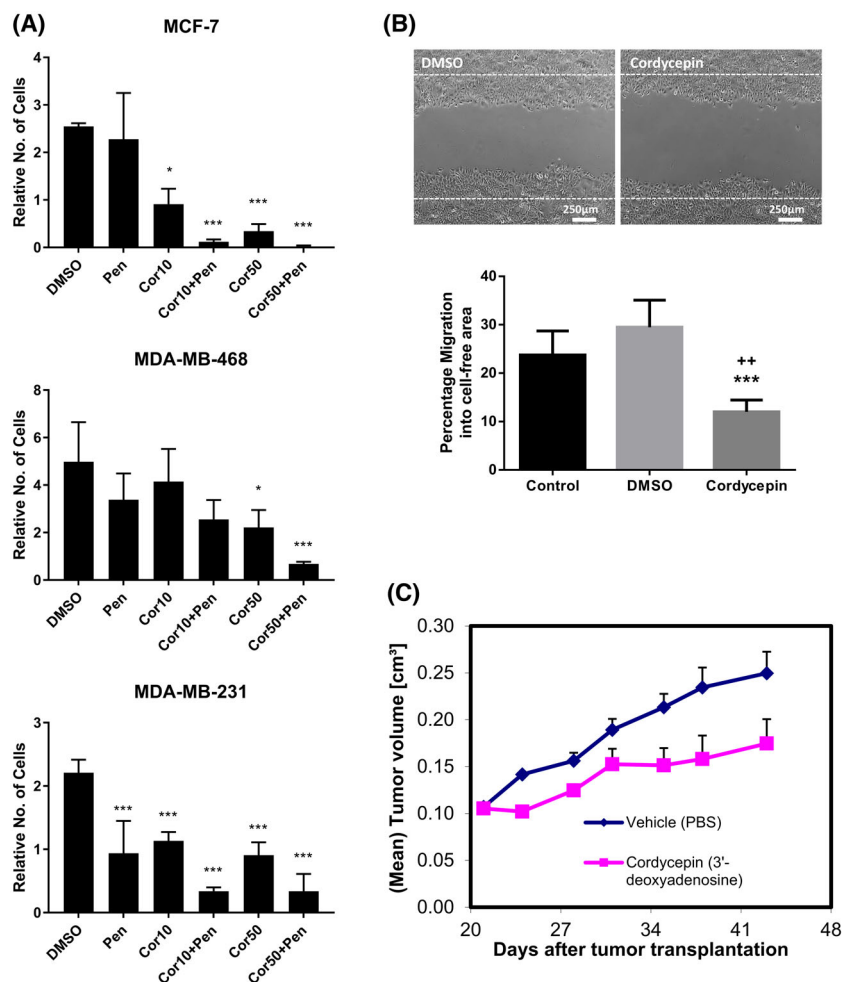 (A)
MCF-7
Relative No. of Cells
4
3
2
1
0
*
***
***
***
DMSO
Pen
Cor10
Cor10+Pen
Cor50
Cor50+Pen
MDA-MB-468
Relative No. of Cells
8
6
4
2
0
*
***
DMSO
Pen
Cor10
Cor10+Pen
Cor50
Cor50+Pen
MDA-MB-231
Relative No. of Cells
3
2
1
0
***
***
***
***
***
DMSO
Pen
Cor10
Cor10+Pen
Cor50
Cor50+Pen
(B)
DMSO
250µm
Cordycepin
250µm
Percentage Migration
into cell-free area
40
30
20
10
0
++
***
Control
DMSO
Cordycepin
(C)
(Mean) Tumor volume [cm³]
0.30
0.25
0.20
0.15
0.10
0.05
0.00
Vehicle (PBS)
Cordycepin (3'-
deoxyadenosine)
20
27
34
41
48
Days after tumor transplantation